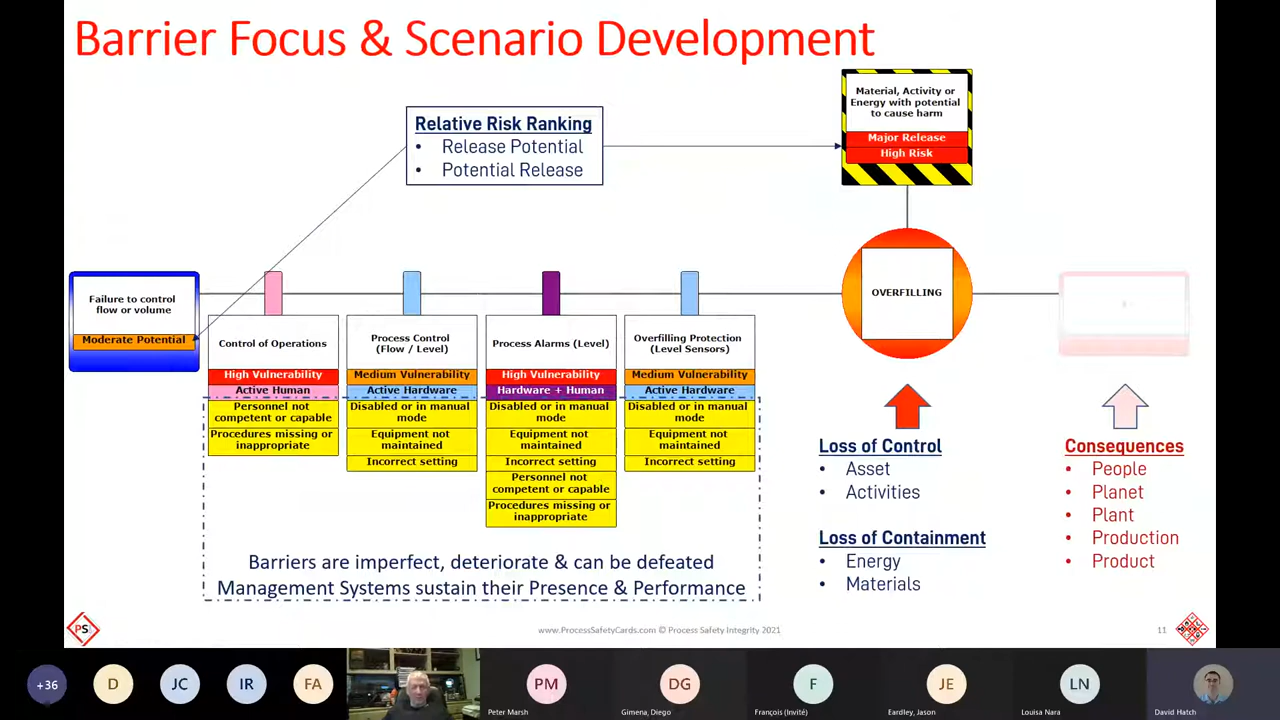 Barrier Focus & Scenario Development
Material, Activity or
Energy with potential
to cause harm
Major Release
High Risk
Relative Risk Ranking
• Release Potential
• Potential Release
Failure to control
flow or volume
Moderate Potential
Control of Operations
High Vulnerability
Active Human
Personnel not
competent or capable
Procedures missing or
inappropriate
Process Control
(Flow / Level)
Medium Vulnerability
Active Hardware
Disabled or in manual
mode
Equipment not
maintained
Incorrect setting
Process Alarms (Level)
High Vulnerability
Hardware + Human
Disabled or in manual
mode
Equipment not
maintained
Incorrect setting
Personnel not
competent or capable
Procedures missing or
inappropriate
Overfilling Protection
(Level Sensors)
Medium Vulnerability
Active Hardware
Disabled or in manual
mode
Equipment not
maintained
Incorrect setting
OVERFILLING
Barriers are imperfect, deteriorate & can be defeated
Management Systems sustain their Presence & Performance
Loss of Control
• Asset
• Activities
Loss of Containment
• Energy
• Materials
Consequences
• People
• Planet
• Plant
• Production
• Product
PS
www.ProcessSafetyCards.com © Process Safety Integrity 2021
11
+36
D
JC
IR
FA
PM
Peter Marsh
DG
Gimena, Diego
F
François (Invité)
JE
Eardley, Jason
LN
Louisa Nara
David Hatch